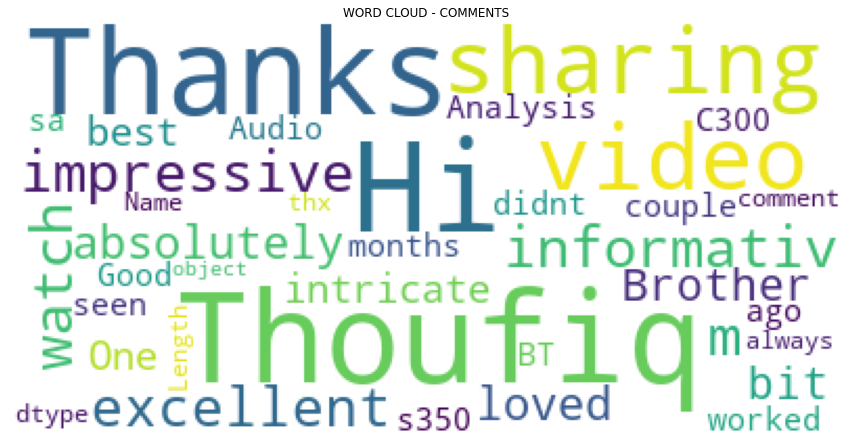 WORD CLOUD - COMMENTS
Thanks
sharing
sa
best
Audio
Analysis
C300
impressive
Hi
video
Name
thx
didnt
couple
comment
watch
absolutely
months
informativ
Good
object
seen
intricate
Brother
One
Length
Thoufiq
BT
m
ago
always
bit
dtype
excellent
s350
loved
worked